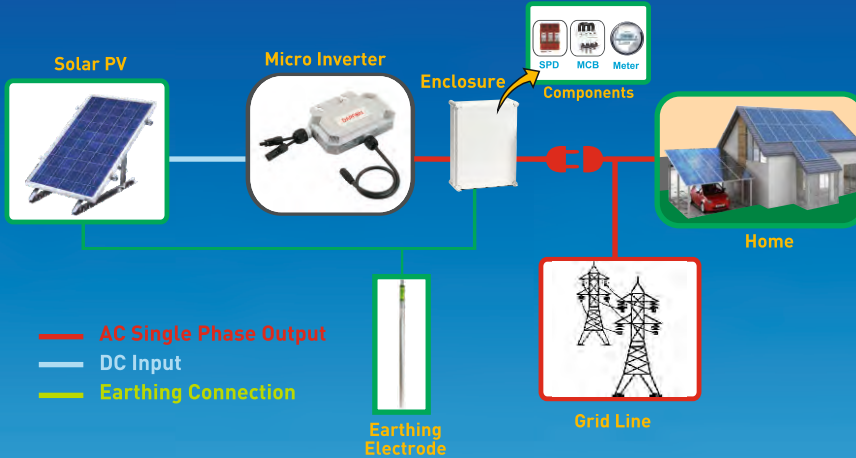 Solar PV
Micro Inverter
Enclosure
SPD MCB Meter
Components
Home
AC Single Phase Output
DC Input
Earthing Connection
Earthing
Electrode
Grid Line